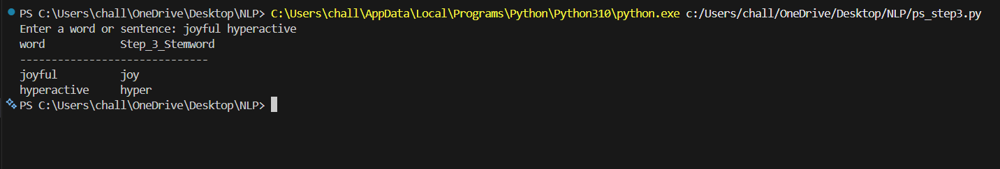 PS C:\Users\chall\OneDrive\Desktop\NLP> C:\Users\chall\AppData\Local\Programs\Python\Python310\python.exe c:/Users/chall/OneDrive/Desktop/NLP/ps_step3.py
Enter a word or sentence: joyful hyperactive
word            Step_3_Stemword
------------------------------
joyful          joy
hyperactive     hyper
PS C:\Users\chall\OneDrive\Desktop\NLP>